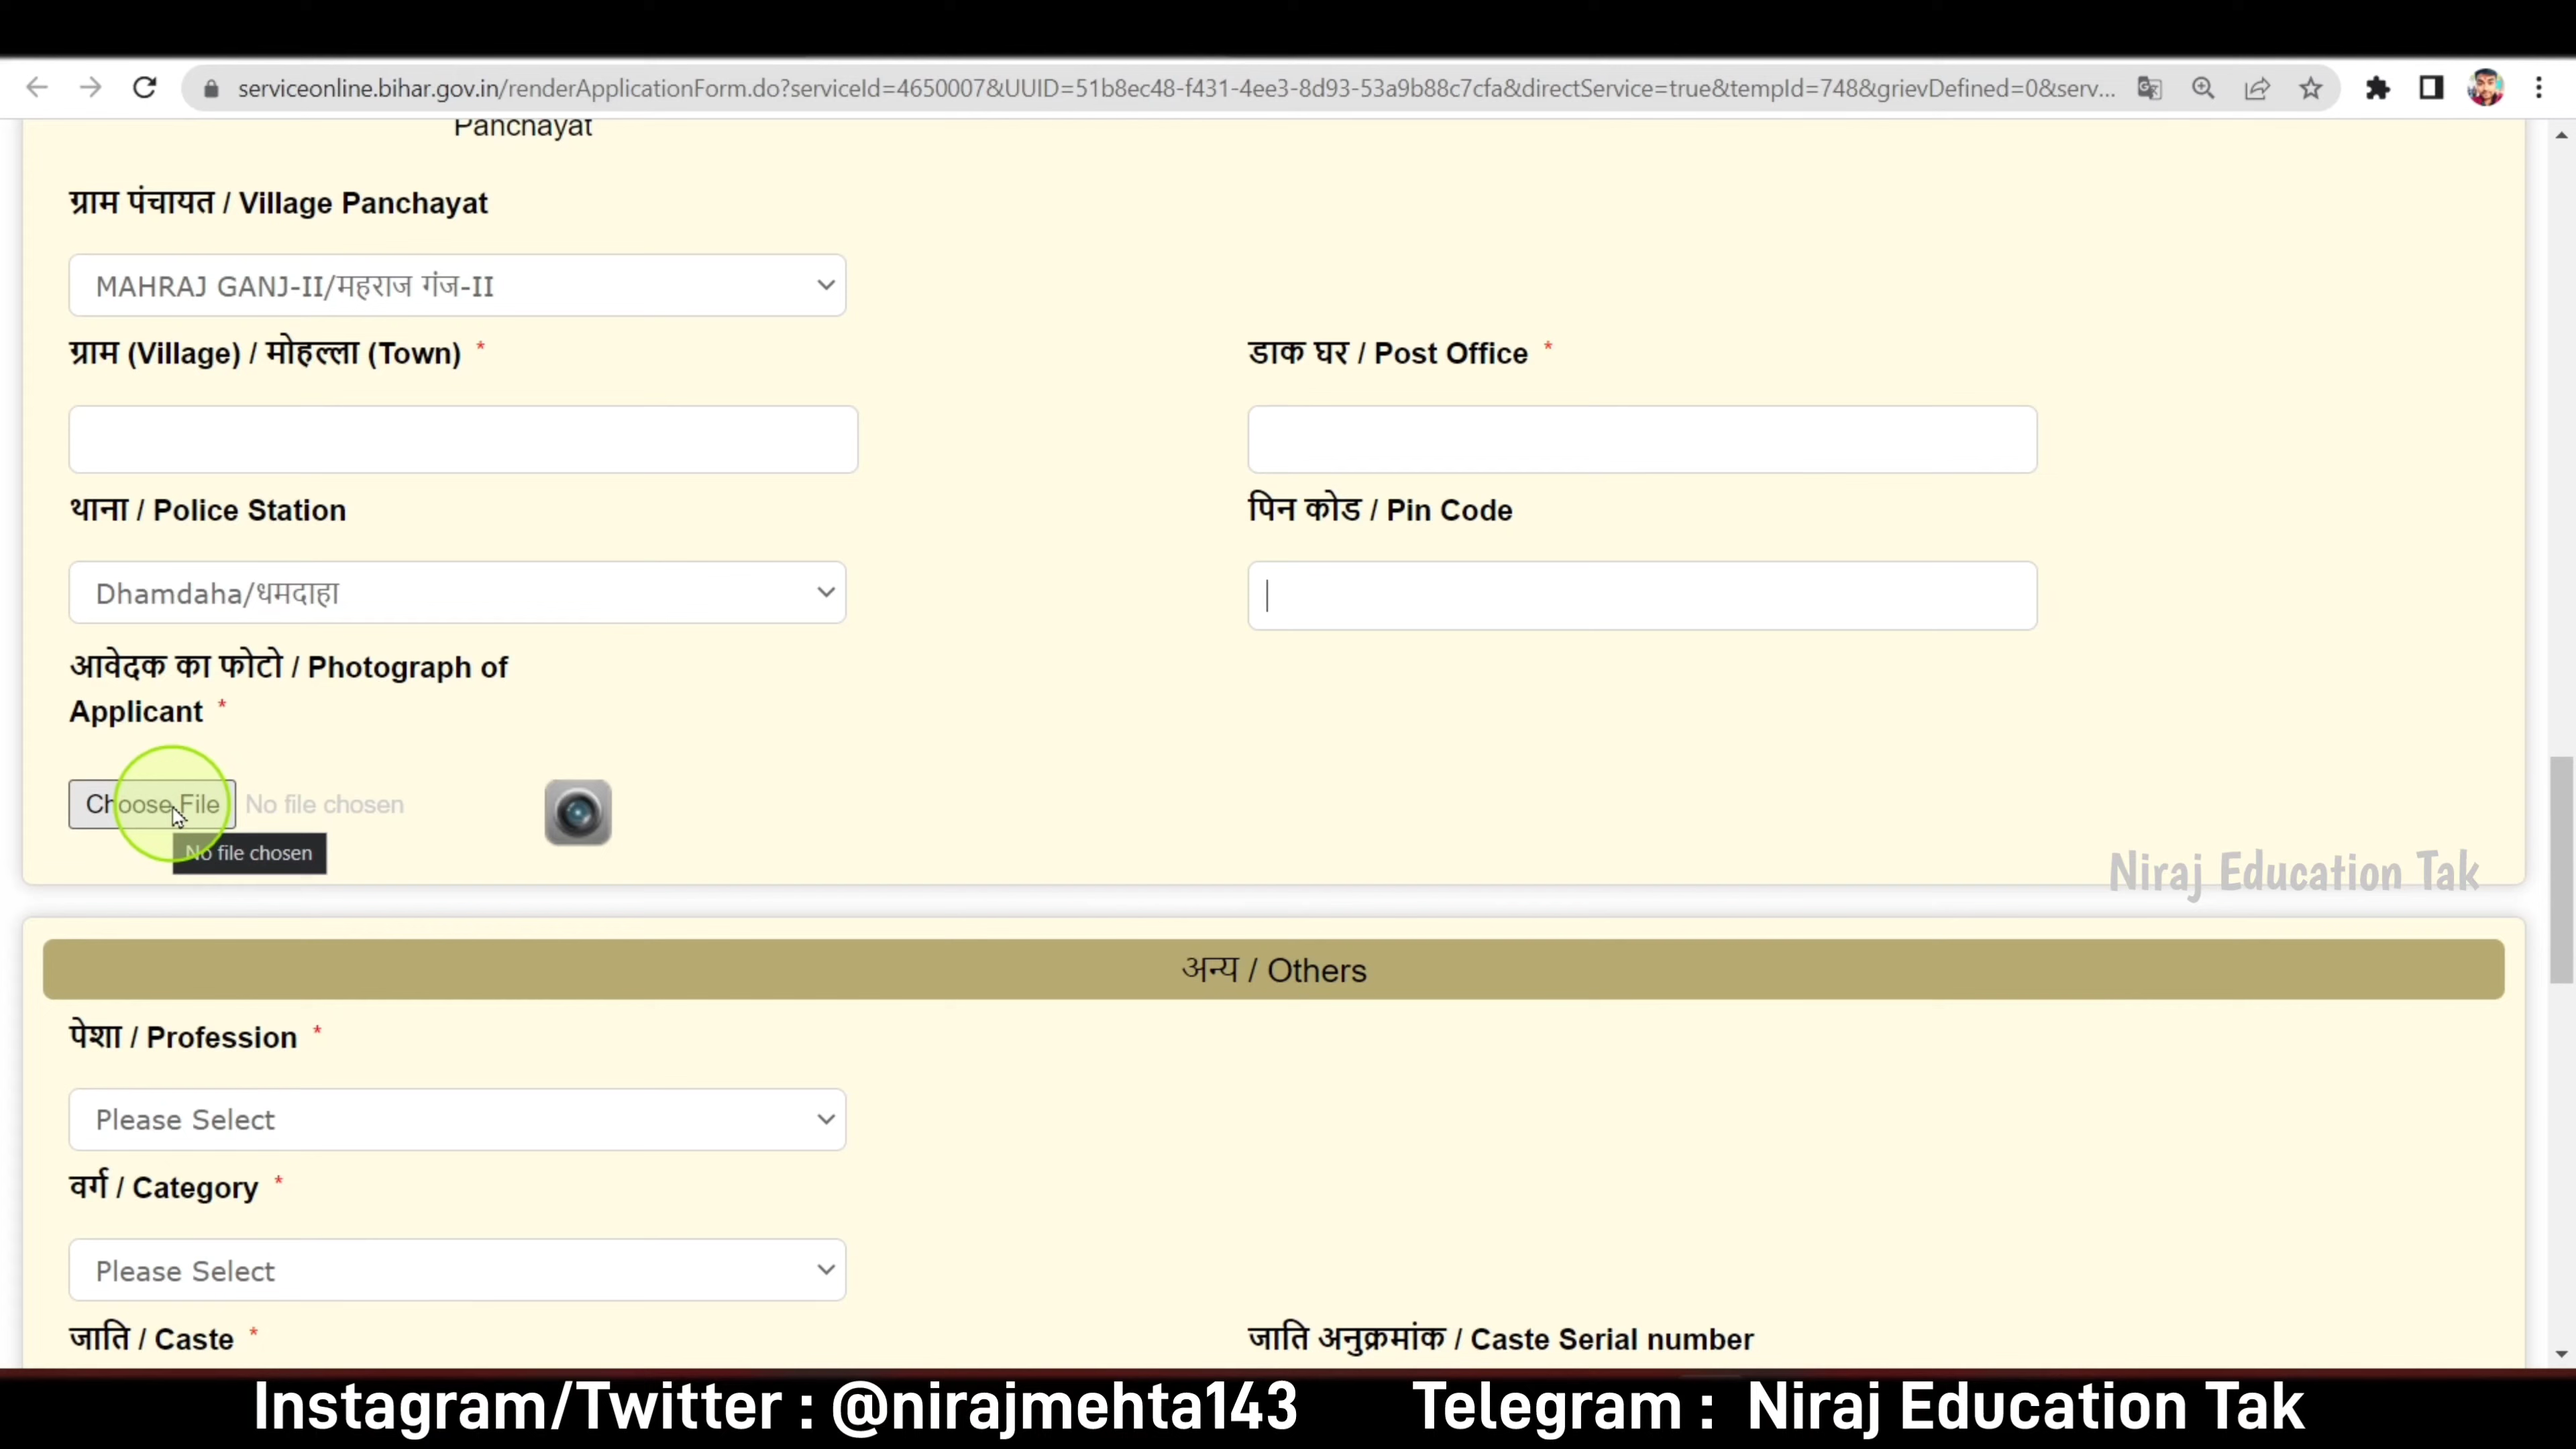 serviceonline.bihar.gov.in/renderApplicationForm.do?serviceId=4650007&UUID=51b8ec48-f431-4ee3-8d93-53a9b88c7cfa&directService=true&tempId=748&grievDefined=0&serv...
Panchayat
ग्राम पंचायत / Village Panchayat
MAHRAJ GANJ-II/महराज गंज-II
ग्राम (Village) / मोहल्ला (Town) *
डाक घर / Post Office *
थाना / Police Station
पिन कोड / Pin Code
Dhamdaha/धमदाहा
आवेदक का फोटो / Photograph of
Applicant *
Choose File No file chosen
No file chosen
Niraj Education Tak
अन्य / Others
पेशा / Profession *
Please Select
वर्ग / Category *
Please Select
जाति / Caste *
जाति अनुक्रमांक / Caste Serial number
Instagram/Twitter : @nirajmehta143 Telegram : Niraj Education Tak